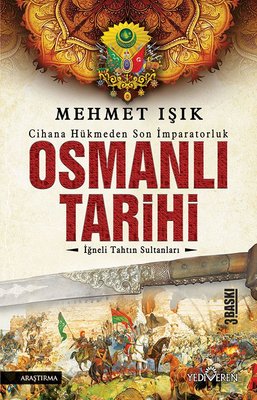 MEHMET IŞIK
Cihana Hükmeden Son İmparatorluk
OSMANLI
TARİHİ
İğneli Tahtın Sultanları
3.BASKI
ARAŞTIRMA
YEDİVEREN